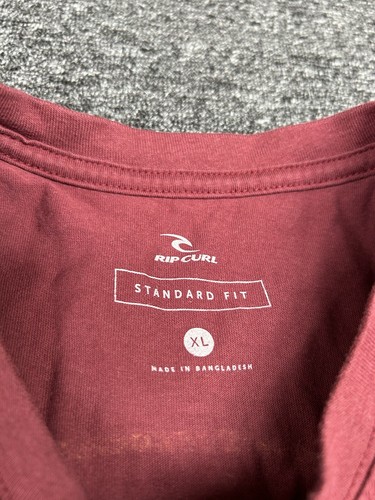 RIP CURL
STANDARD FIT
XL
MADE IN BANGLADESH